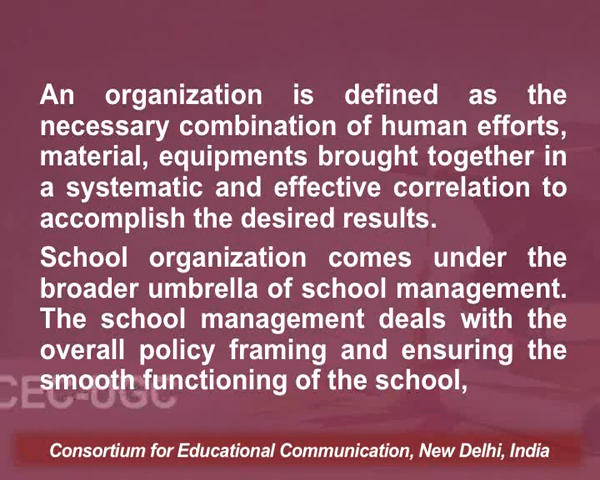 An organization is defined as the
necessary combination of human efforts,
material, equipments brought together in
a systematic and effective correlation to
accomplish the desired results.
School organization comes under the
broader umbrella of school management.
The school management deals with the
overall policy framing and ensuring the
smooth functioning of the school,
CEC-UGC
Consortium for Educational Communication, New Delhi, India